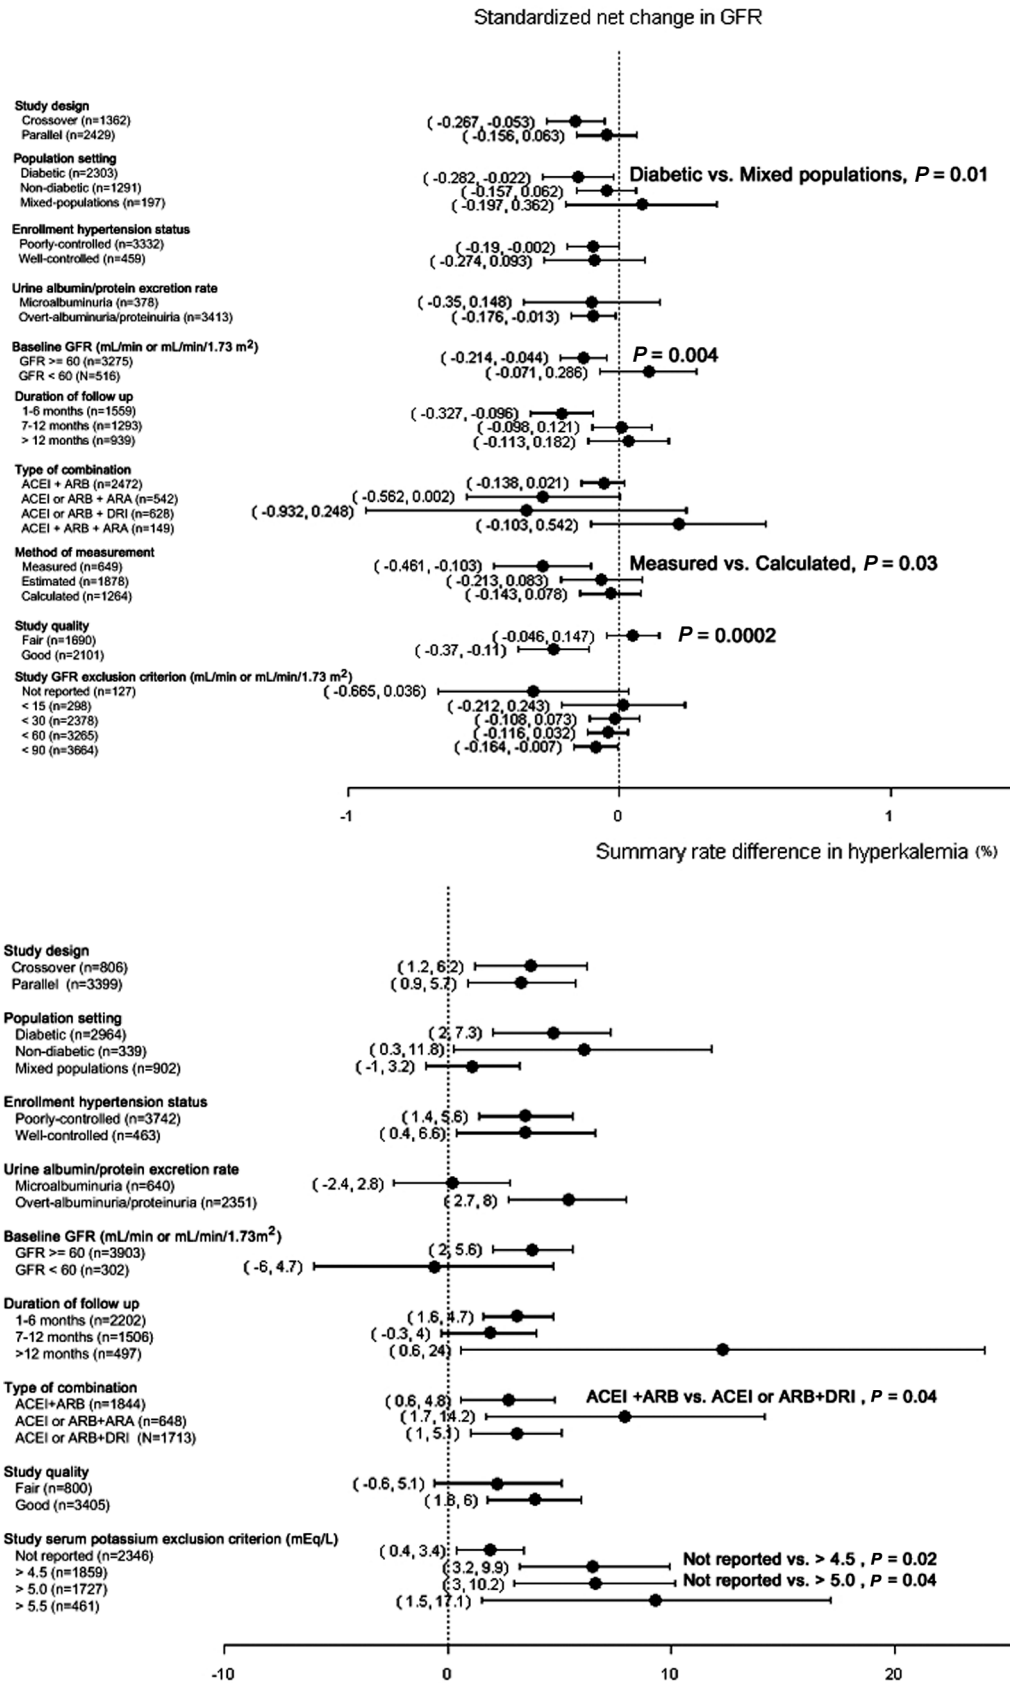 Standardized net change in GFR
Study design
Crossover (n=1362) ( -0.267, -0.053)
Parallel (n=2429) ( -0.156, 0.063)
Population setting
Diabetic (n=2303) ( -0.282, -0.022) Diabetic vs. Mixed populations, P = 0.01
Non-diabetic (n=1291) ( -0.157, 0.062)
Mixed-populations (n=197) ( -0.197, 0.362)
Enrollment hypertension status
Poorly-controlled (n=3332) ( -0.19, -0.002)
Well-controlled (n=459) ( -0.274, 0.093)
Urine albumin/protein excretion rate
Microalbuminuria (n=378) ( -0.35, 0.148)
Overt-albuminuria/proteinuiria (n=3413) ( -0.176, -0.013)
Baseline GFR (mL/min or mL/min/1.73 m2)
GFR >= 60 (n=3275) ( -0.214, -0.044) P = 0.004
GFR < 60 (N=516) ( -0.071, 0.286)
Duration of follow up
1-6 months (n=1559) ( -0.327, -0.096)
7-12 months (n=1293) ( -0.098, 0.121)
> 12 months (n=939) ( -0.113, 0.182)
Type of combination
ACEI + ARB (n=2472) ( -0.138, 0.021)
ACEI or ARB + ARA (n=542) ( -0.562, 0.002)
ACEI or ARB + DRI (n=628) ( -0.932, 0.248)
ACEI + ARB + ARA (n=149) ( -0.103, 0.542)
Method of measurement
Measured (n=649) ( -0.461, -0.103) Measured vs. Calculated, P = 0.03
Estimated (n=1878) ( -0.213, 0.083)
Calculated (n=1264) ( -0.143, 0.078)
Study quality
Fair (n=1690) ( -0.046, 0.147) P = 0.0002
Good (n=2101) ( -0.37, -0.11)
Study GFR exclusion criterion (mL/min or mL/min/1.73 m2)
Not reported (n=127) ( -0.665, 0.036)
< 15 (n=298) ( -0.212, 0.243)
< 30 (n=2378) ( -0.108, 0.073)
< 60 (n=3265) ( -0.116, 0.032)
< 90 (n=3664) ( -0.164, -0.007)
-1 0 1
Summary rate difference in hyperkalemia (%)
Study design
Crossover (n=806) ( 1.2, 6.2)
Parallel (n=3399) ( 0.9, 5.7)
Population setting
Diabetic (n=2964) ( 2, 7.3)
Non-diabetic (n=339) ( 0.3, 11.8)
Mixed populations (n=902) ( -1, 3.2)
Enrollment hypertension status
Poorly-controlled (n=3742) ( 1.4, 5.6)
Well-controlled (n=463) ( 0.4, 6.6)
Urine albumin/protein excretion rate
Microalbuminuria (n=640) ( -2.4, 2.8)
Overt-albuminuria/proteinuria (n=2351) ( 2.7, 8)
Baseline GFR (mL/min or mL/min/1.73m2)
GFR >= 60 (n=3903) ( 2, 5.6)
GFR < 60 (n=302) ( -6, 4.7)
Duration of follow up
1-6 months (n=2202) ( 1.6, 4.7)
7-12 months (n=1506) ( -0.3, 4)
>12 months (n=497) ( 0.6, 24)
Type of combination
ACEI+ARB (n=1844) ( 0.6, 4.8) ACEI +ARB vs. ACEI or ARB+DRI , P = 0.04
ACEI or ARB+ARA (n=648) ( 1.7, 14.2)
ACEI or ARB+DRI (N=1713) ( 1, 5.1)
Study quality
Fair (n=800) ( -0.6, 5.1)
Good (n=3405) ( 1.8, 6)
Study serum potassium exclusion criterion (mEq/L)
Not reported (n=2346) ( 0.4, 3.4)
> 4.5 (n=1859) ( 3.2, 9.9) Not reported vs. > 4.5 , P = 0.02
> 5.0 (n=1727) ( 3, 10.2) Not reported vs. > 5.0 , P = 0.04
> 5.5 (n=461) ( 1.5, 17.1)
-10 0 10 20